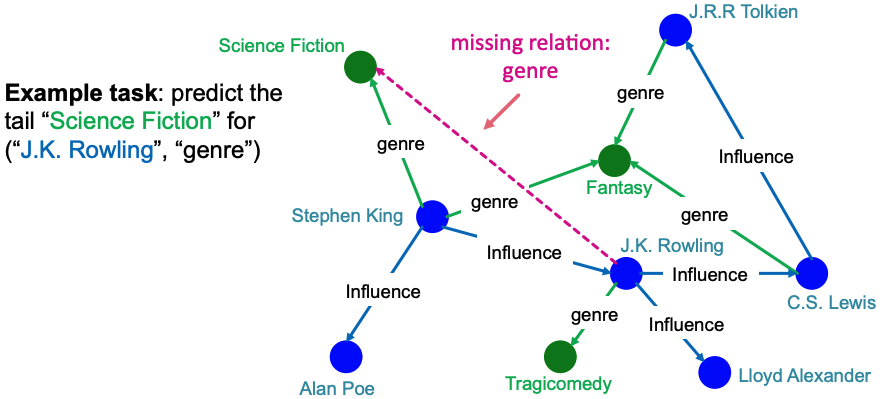 J.R.R Tolkien
Science Fiction
missing relation:
genre
Example task: predict the
tail “Science Fiction” for
(“J.K. Rowling”, “genre”)
genre
genre
Influence
Fantasy
genre
genre
Stephen King
J.K. Rowling
Influence
Influence
Influence
C.S. Lewis
genre
Influence
Alan Poe
Tragicomedy
Lloyd Alexander